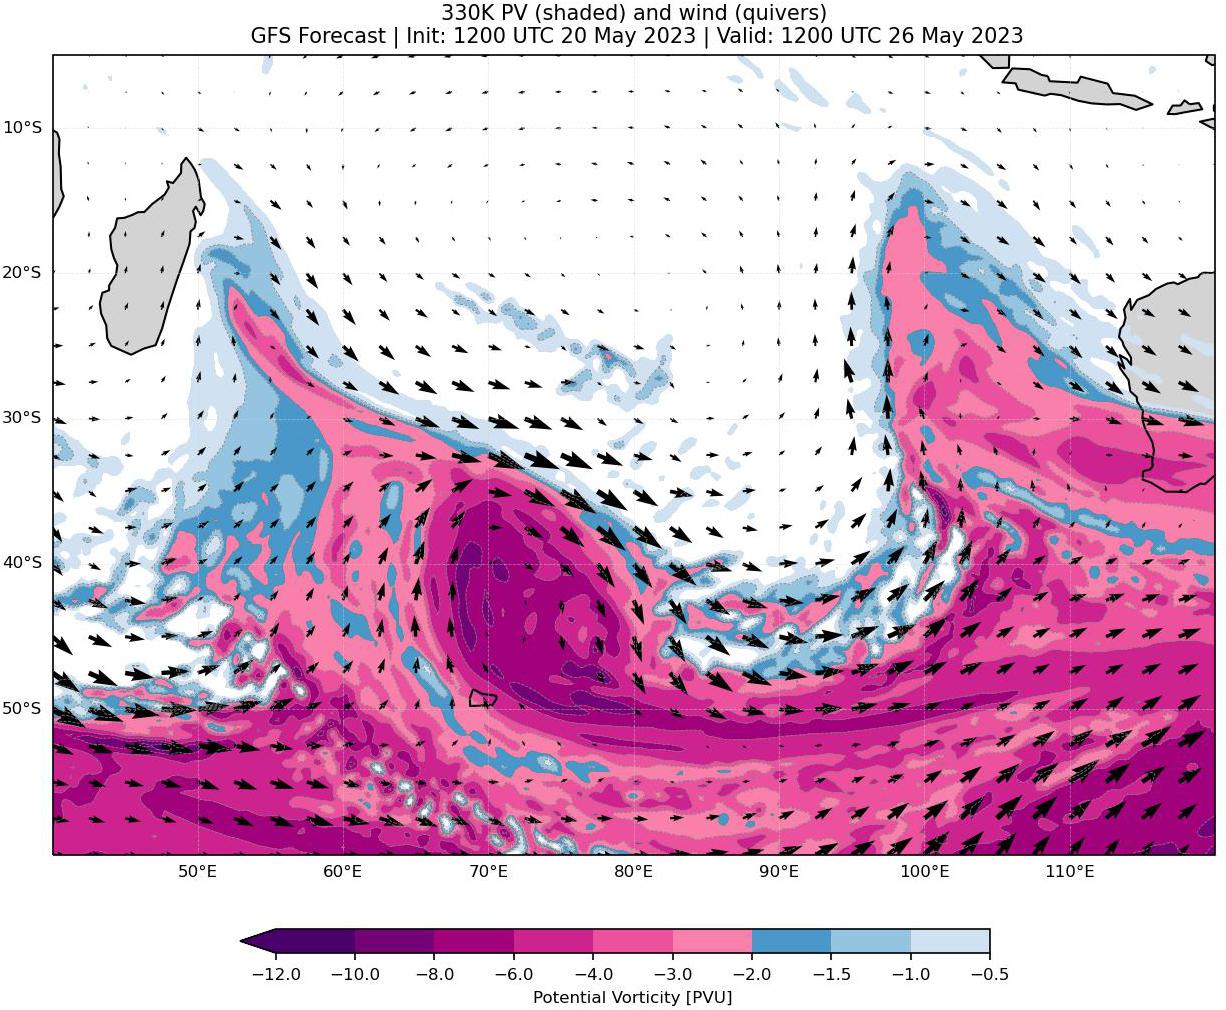 330K PV (shaded) and wind (quivers)
GFS Forecast | Init: 1200 UTC 20 May 2023 | Valid: 1200 UTC 26 May 2023
10°S
20°S
30°S
40°S
50°S
50°E 60°E 70°E 80°E 90°E 100°E 110°E
−12.0 −10.0 −8.0 −6.0 −4.0 −3.0 −2.0 −1.5 −1.0 −0.5
Potential Vorticity [PVU]